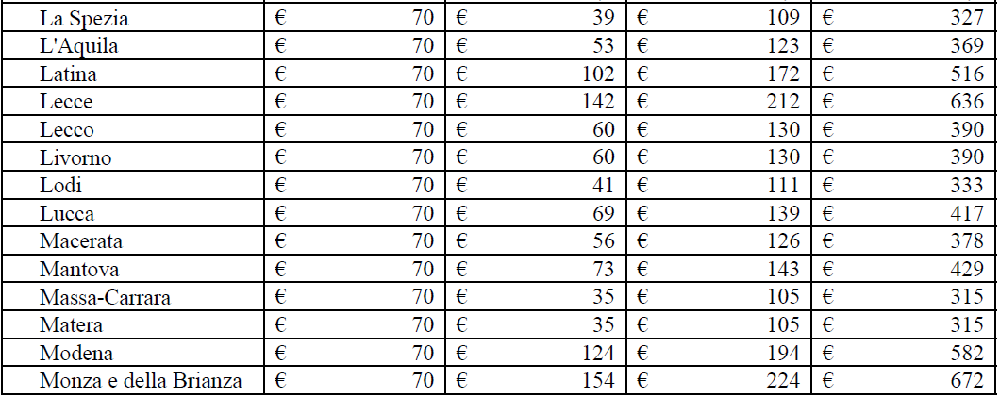 La Spezia € 70 € 39 € 109 € 327
L'Aquila € 70 € 53 € 123 € 369
Latina € 70 € 102 € 172 € 516
Lecce € 70 € 142 € 212 € 636
Lecco € 70 € 60 € 130 € 390
Livorno € 70 € 60 € 130 € 390
Lodi € 70 € 41 € 111 € 333
Lucca € 70 € 69 € 139 € 417
Macerata € 70 € 56 € 126 € 378
Mantova € 70 € 73 € 143 € 429
Massa-Carrara € 70 € 35 € 105 € 315
Matera € 70 € 35 € 105 € 315
Modena € 70 € 124 € 194 € 582
Monza e della Brianza € 70 € 154 € 224 € 672